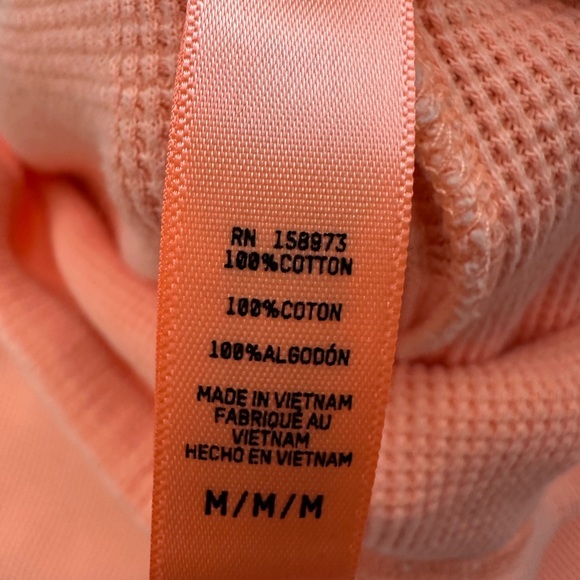 RN 158973
100%COTTON
100%COTON
100%ALGODÓN
MADE IN VIETNAM
FABRIQUÉ AU
VIETNAM
HECHO EN VIETNAM
M/M/M